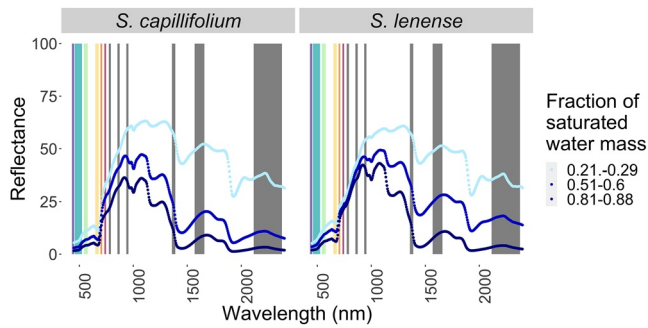 S. capillifolium
S. lenense
100
75
50
25
0
Reflectance
500
1000
1500
2000
500
1000
1500
2000
Wavelength (nm)
Fraction of
saturated
water mass
0.21.-0.29
0.51-0.6
0.81-0.88